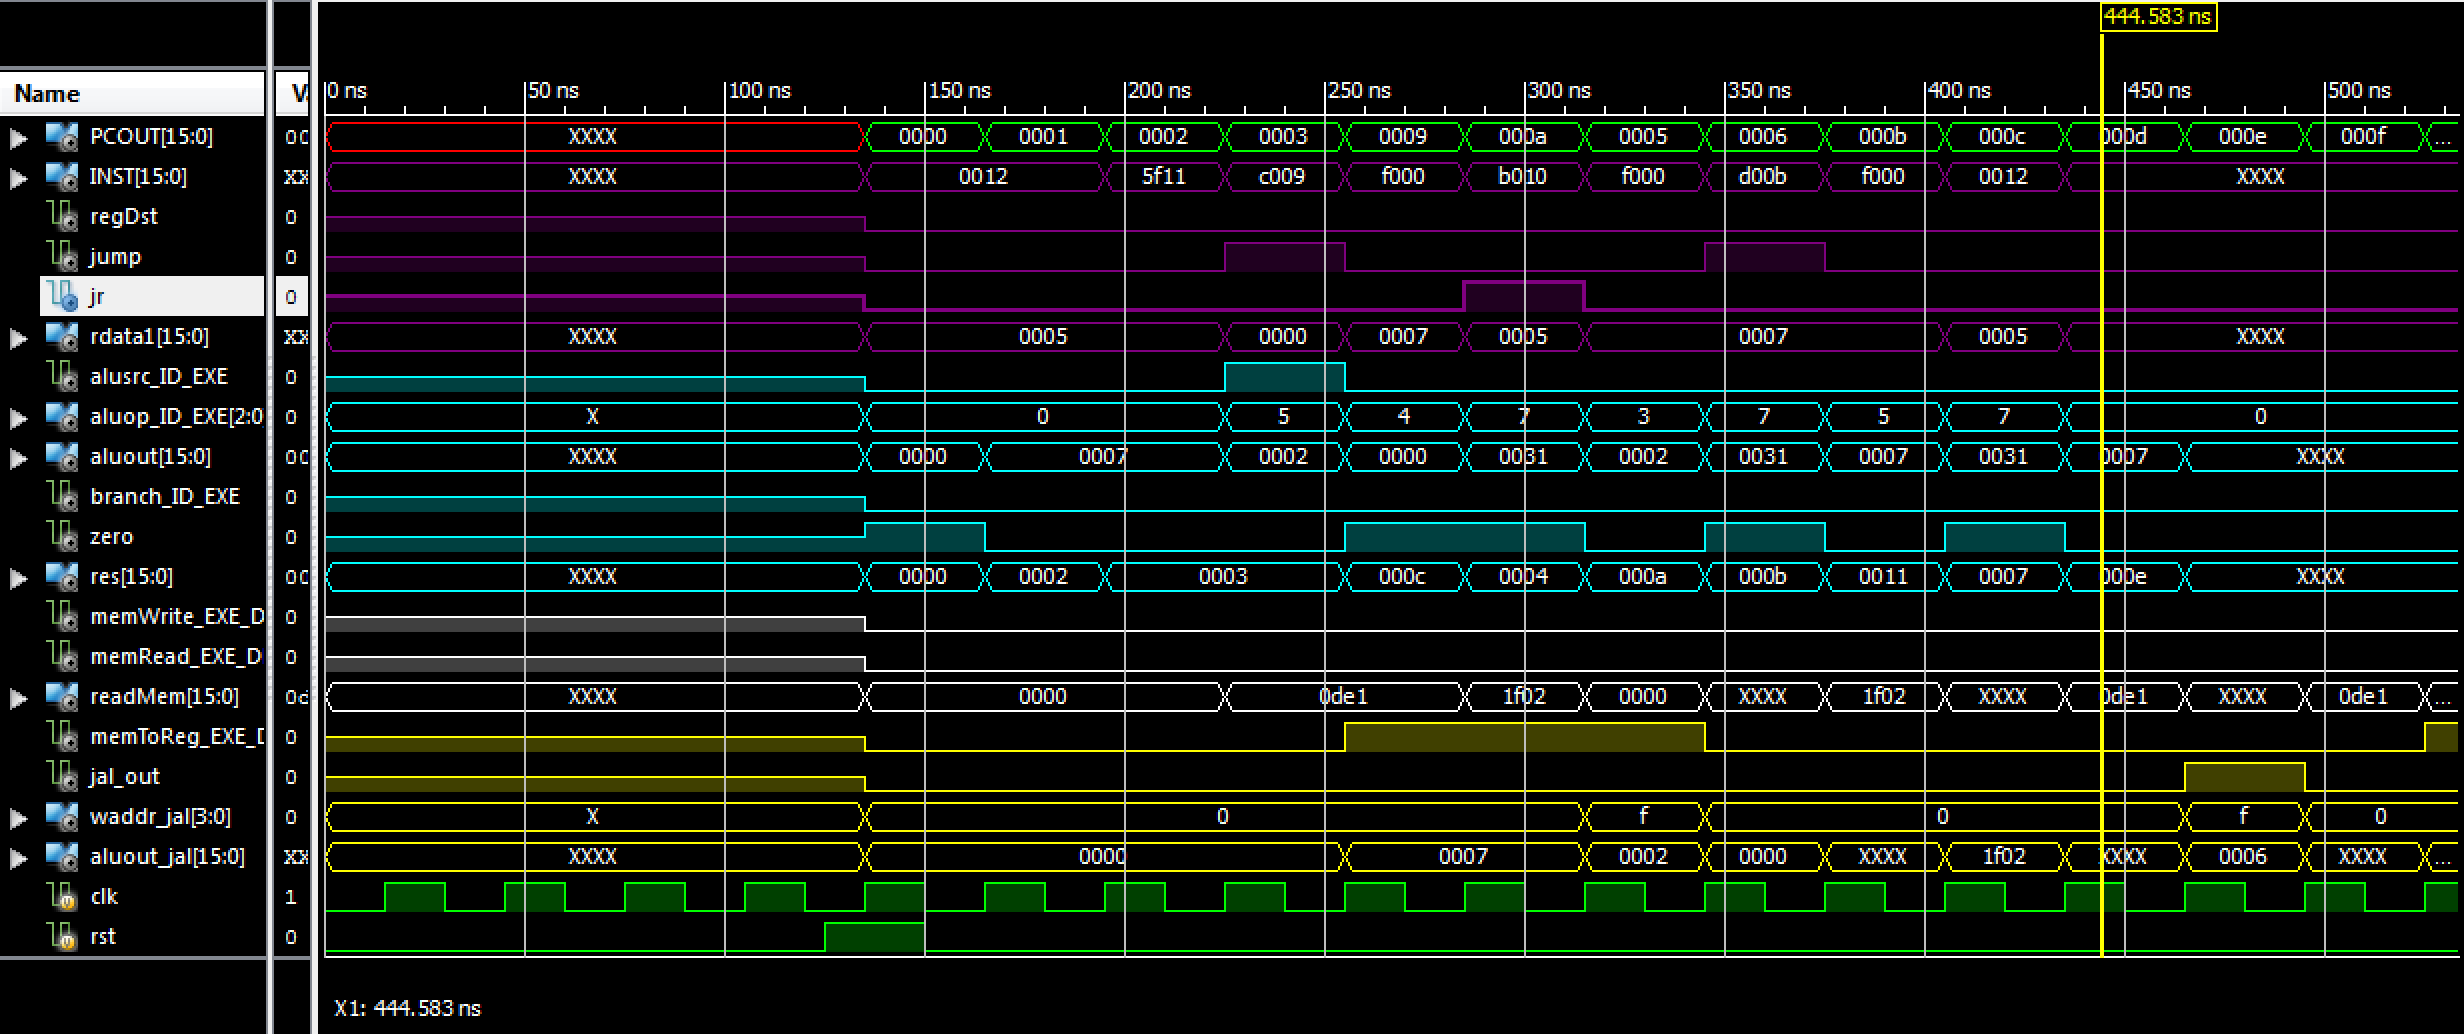 444.583 ns
Name V. 0 ns 50 ns 100 ns 150 ns 200 ns 250 ns 300 ns 350 ns 400 ns 450 ns 500 ns
PCOUT[15:0] 00 XXXX 0000 0001 0002 0003 0009 000a 0005 0006 000b 000c 000d 000e 000f ...
INST[15:0] XX XXXX 0012 5f11 c009 f000 b010 f000 d00b f000 0012 XXXX
regDst 0
jump 0
jr 0
rdata1[15:0] XX XXXX 0005 0000 0007 0005 0007 0005 XXXX
alusrc_ID_EXE 0
aluop_ID_EXE[2:0 0 X 0 5 4 7 3 7 5 7 0
aluout[15:0] 00 XXXX 0000 0007 0002 0000 0031 0002 0031 0007 0031 0007 XXXX
branch_ID_EXE 0
zero 0
res[15:0] 00 XXXX 0000 0002 0003 000c 0004 000a 000b 0011 0007 000e XXXX
memWrite_EXE_D 0
memRead_EXE_D 0
readMem[15:0] 0d XXXX 0000 0de1 1f02 0000 XXXX 1f02 XXXX 0de1 XXXX 0de1 ...
memToReg_EXE_D 0
jal_out 0
waddr_jal[3:0] 0 X 0 f 0 f 0
aluout_jal[15:0] XX XXXX 0000 0007 0002 0000 XXXX 1f02 XXXX 0006 XXXX ...
clk 1
rst 0
X1: 444.583 ns